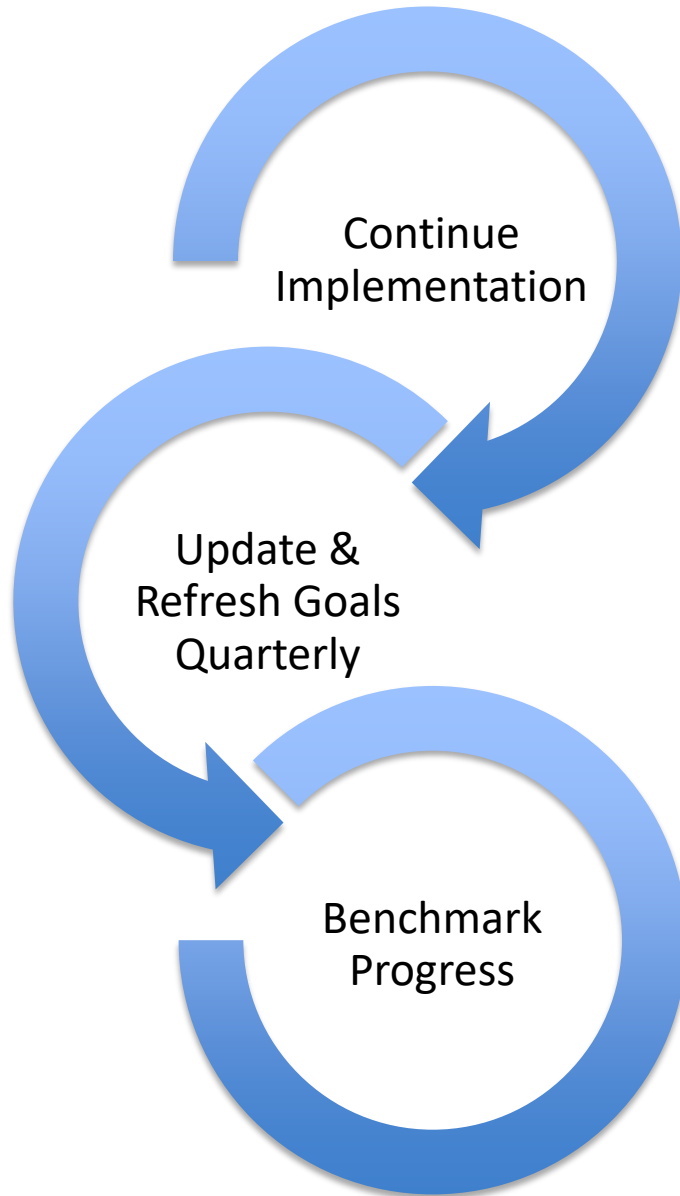 Continue
Implementation
Update &
Refresh Goals
Quarterly
Benchmark
Progress